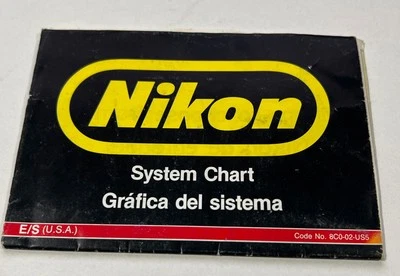 Nikon
System Chart
Gráfica del sistema
E/S (U.S.A.)
Code No. 8C0-02-US5